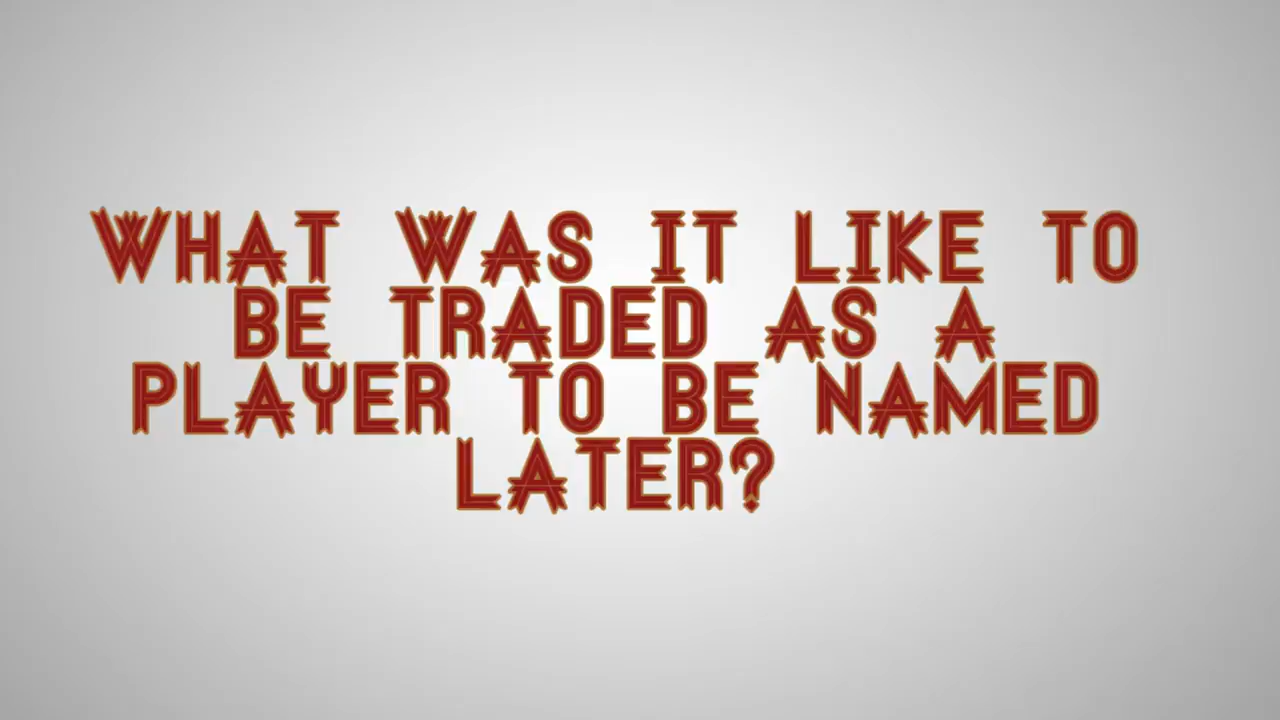 WHAT WAS IT LIKE TO
BE TRADED AS A
PLAYER TO BE NAMED
LATER?